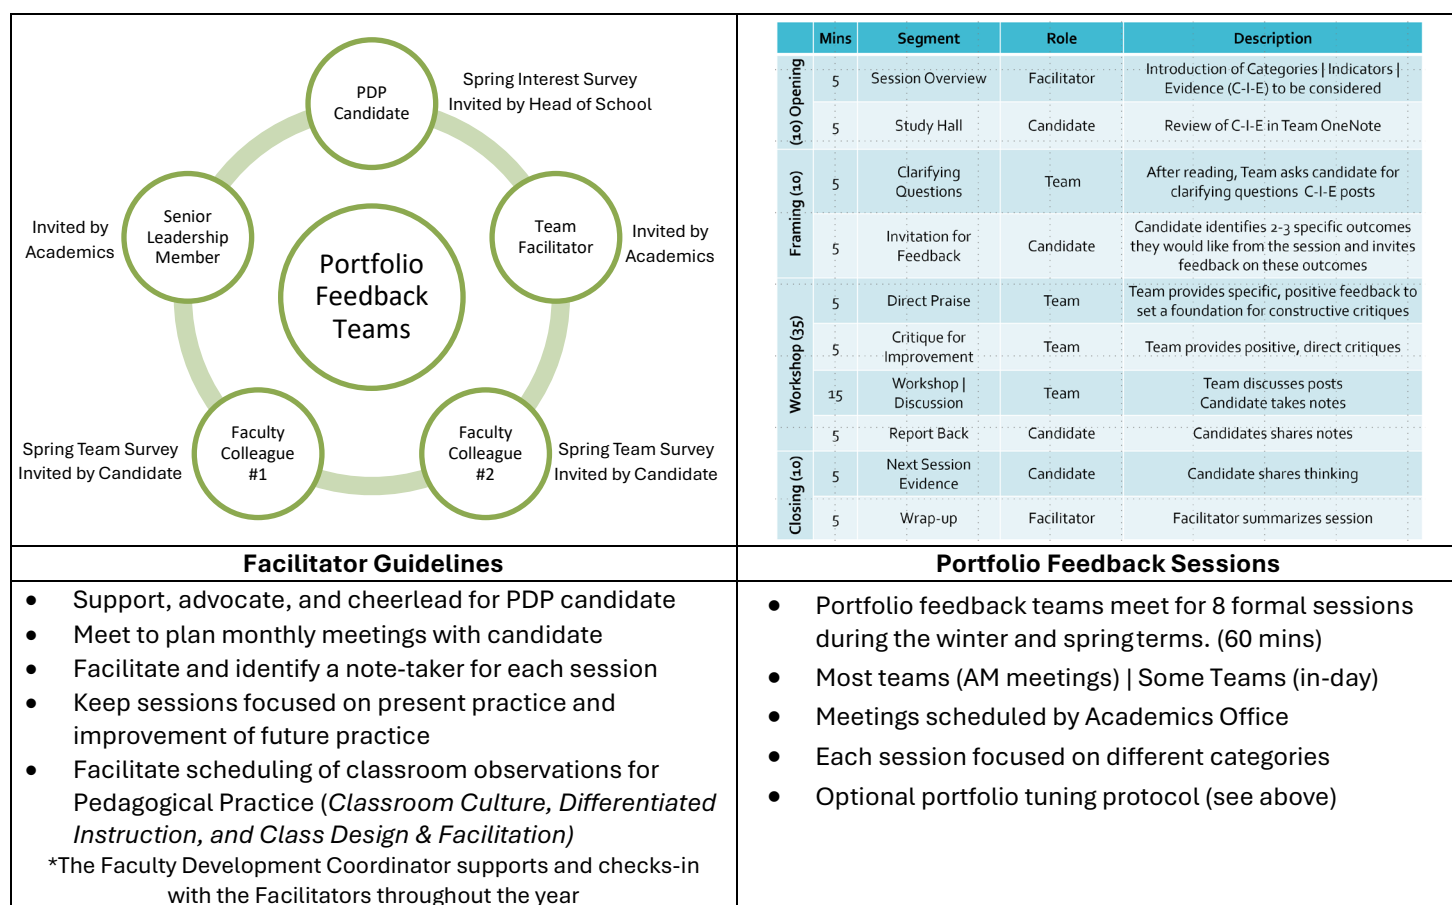 PDP
Candidate
Spring Interest Survey
Invited by Head of School
Senior
Leadership
Member
Invited by
Academics
Team
Facilitator
Invited by
Academics
Portfolio
Feedback
Teams
Faculty
Colleague
#1
Spring Team Survey
Invited by Candidate
Faculty
Colleague
#2
Spring Team Survey
Invited by Candidate
Mins Segment Role Description
(10) Opening
5 Session Overview Facilitator Introduction of Categories | Indicators |
Evidence (C-I-E) to be considered
5 Study Hall Candidate Review of C-I-E in Team OneNote
Framing (10)
5 Clarifying
Questions Team After reading, Team asks candidate for
clarifying questions C-I-E posts
5 Invitation for
Feedback Candidate Candidate identifies 2-3 specific outcomes
they would like from the session and invites
feedback on these outcomes
Workshop (35)
5 Direct Praise Team Team provides specific, positive feedback to
set a foundation for constructive critiques
5 Critique for
Improvement Team Team provides positive, direct critiques
15 Workshop |
Discussion Team Team discusses posts
Candidate takes notes
5 Report Back Candidate Candidates shares notes
Closing (10)
5 Next Session
Evidence Candidate Candidate shares thinking
5 Wrap-up Facilitator Facilitator summarizes session
Facilitator Guidelines
• Support, advocate, and cheerlead for PDP candidate
• Meet to plan monthly meetings with candidate
• Facilitate and identify a note-taker for each session
• Keep sessions focused on present practice and
improvement of future practice
• Facilitate scheduling of classroom observations for
Pedagogical Practice (Classroom Culture, Differentiated
Instruction, and Class Design & Facilitation)
*The Faculty Development Coordinator supports and checks-in
with the Facilitators throughout the year
Portfolio Feedback Sessions
• Portfolio feedback teams meet for 8 formal sessions
during the winter and spring terms. (60 mins)
• Most teams (AM meetings) | Some Teams (in-day)
• Meetings scheduled by Academics Office
• Each session focused on different categories
• Optional portfolio tuning protocol (see above)